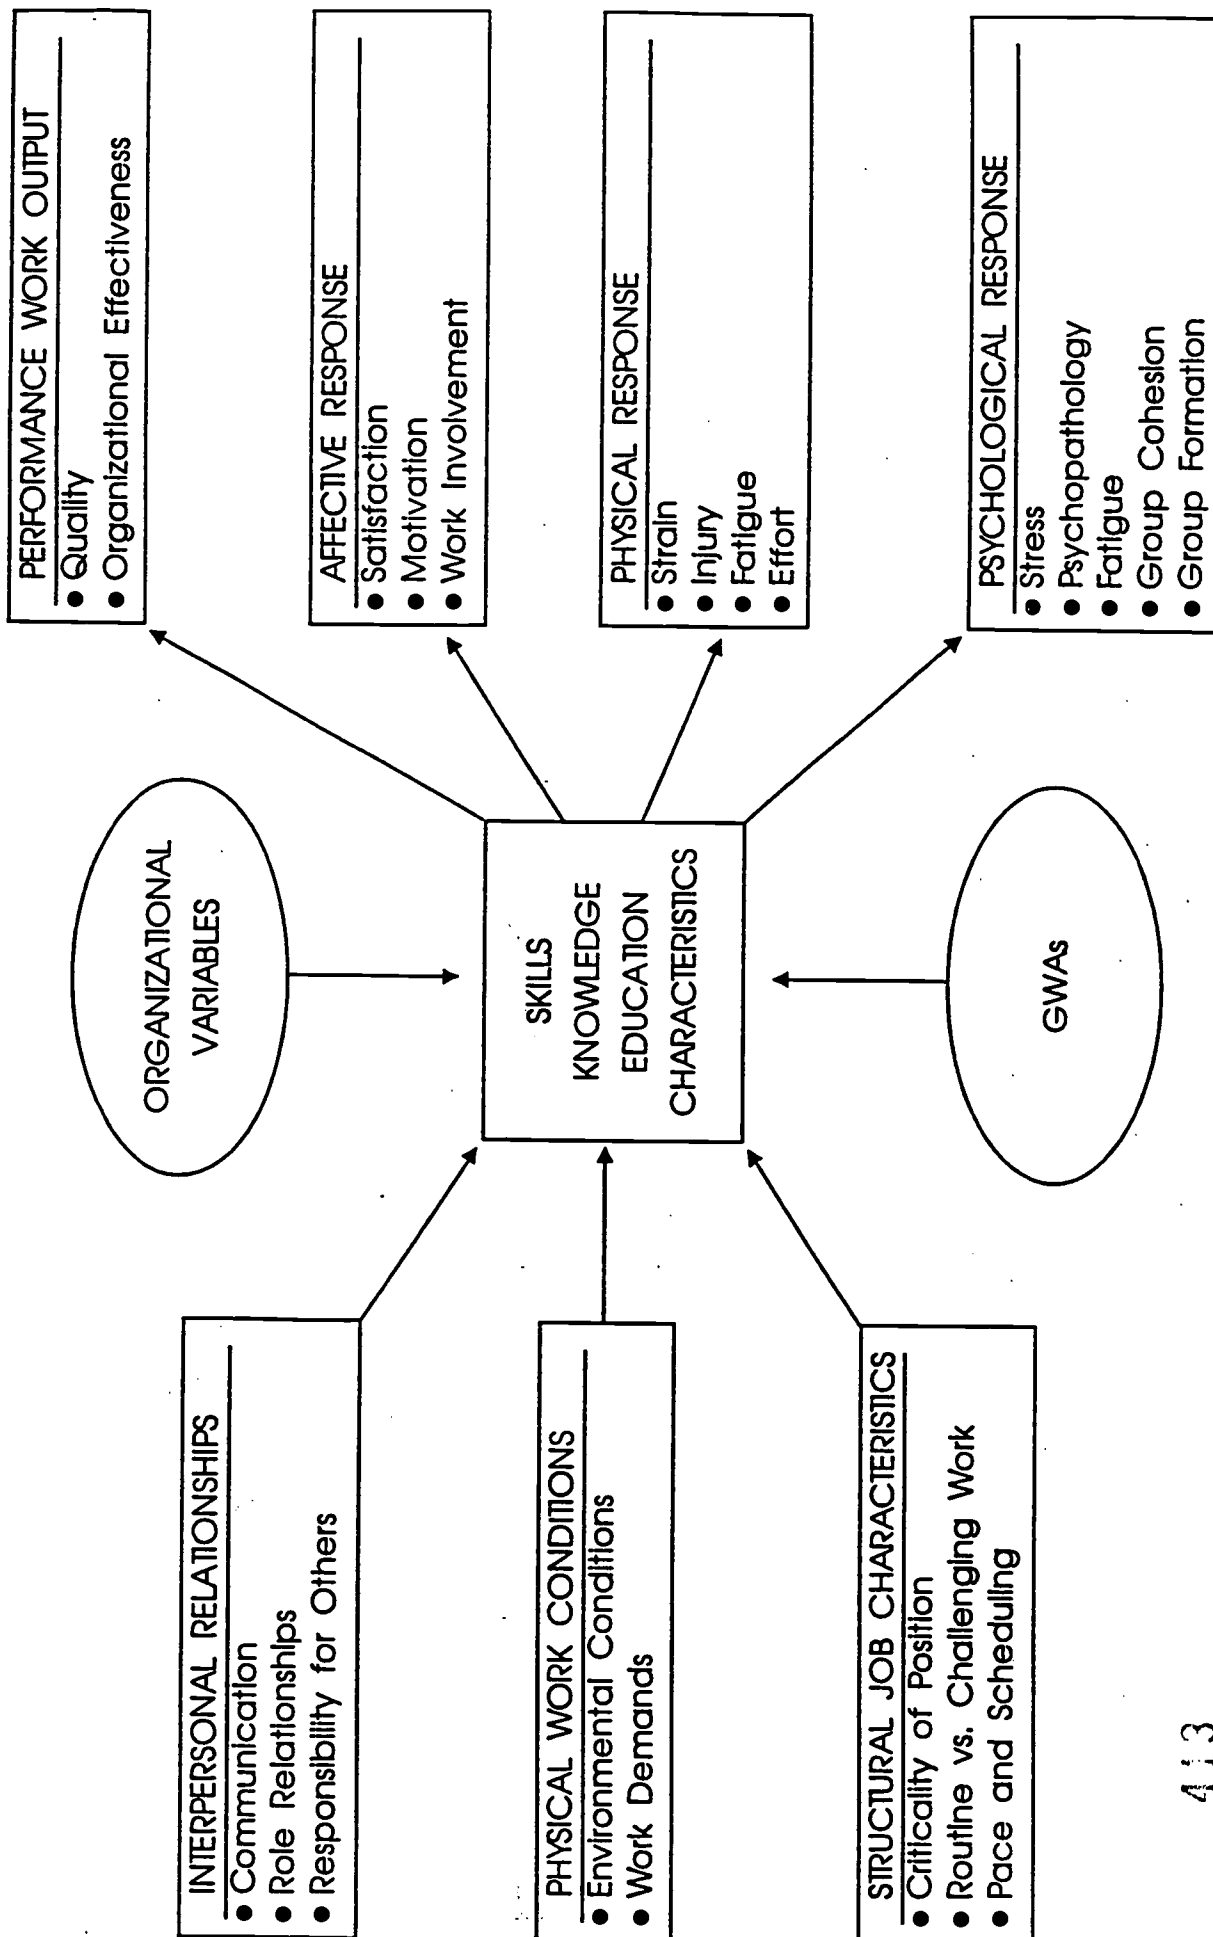 INTERPERSONAL RELATIONSHIPS
● Communication
● Role Relationships
● Responsibility for Others
PHYSICAL WORK CONDITIONS
● Environmental Conditions
● Work Demands
STRUCTURAL JOB CHARACTERISTICS
● Criticality of Position
● Routine vs. Challenging Work
● Pace and Scheduling
ORGANIZATIONAL
VARIABLES
SKILLS
KNOWLEDGE
EDUCATION
CHARACTERISTICS
GWAs
PERFORMANCE WORK OUTPUT
● Quality
● Organizational Effectiveness
AFFECTIVE RESPONSE
● Satisfaction
● Motivation
● Work Involvement
PHYSICAL RESPONSE
● Strain
● Injury
● Fatigue
● Effort
PSYCHOLOGICAL RESPONSE
● Stress
● Psychopathology
● Fatigue
● Group Cohesion
● Group Formation
413